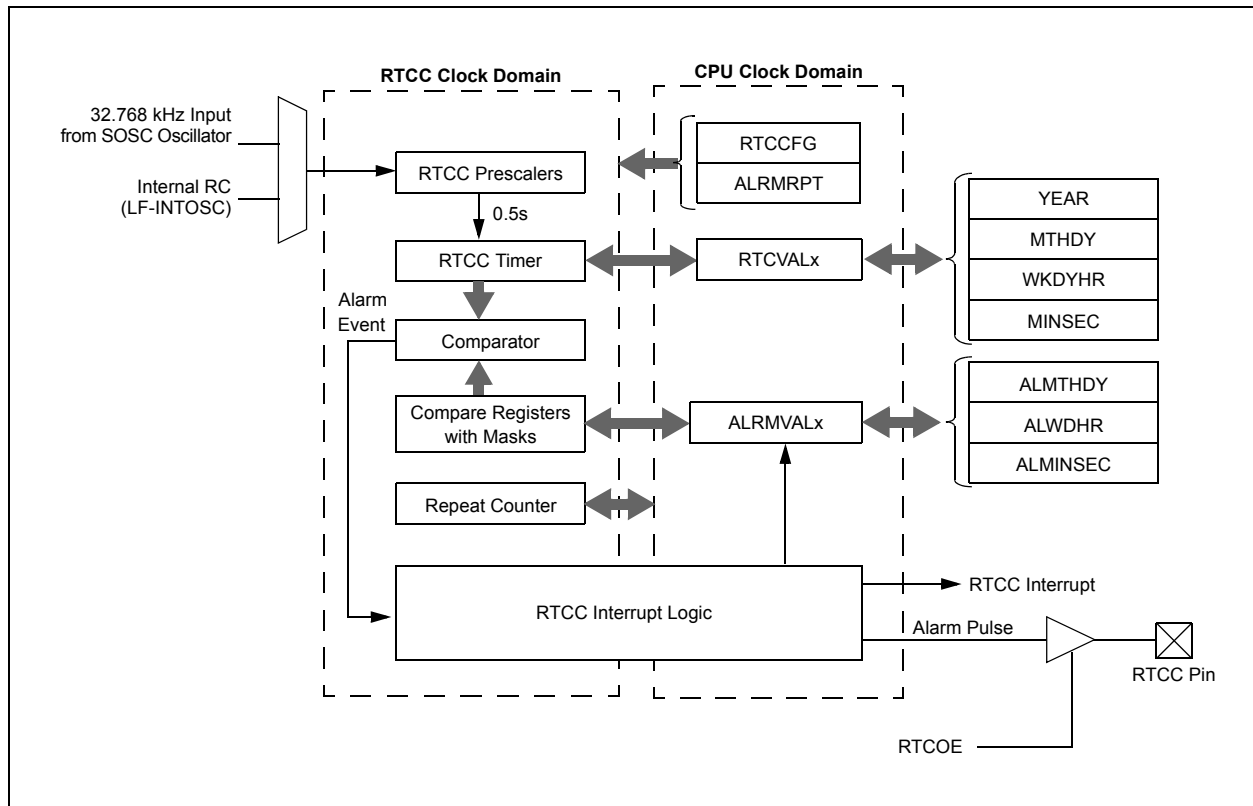 RTCC Clock Domain
CPU Clock Domain
32.768 kHz Input
from SOSC Oscillator
Internal RC
(LF-INTOSC)
RTCC Prescalers
0.5s
RTCC Timer
Alarm
Event
Comparator
Compare Registers
with Masks
Repeat Counter
RTCC Interrupt Logic
RTCCFG
ALRMRPT
RTCVALx
ALRMVALx
YEAR
MTHDY
WKDYHR
MINSEC
ALMTHDY
ALWDHR
ALMINSEC
RTCC Interrupt
Alarm Pulse
RTCC Pin
RTCOE